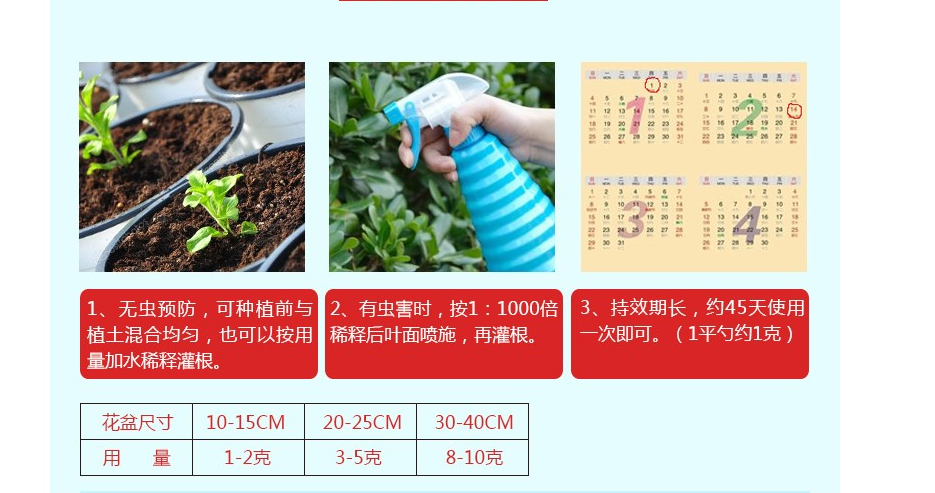 1、无虫预防，可种植前与
植土混合均匀，也可以按用
量加水稀释灌根。
2、有虫害时，按1：1000倍
稀释后叶面喷施，再灌根。
3、持效期长，约45天使用
一次即可。（1平勺约1克）
花盆尺寸 10-15CM 20-25CM 30-40CM
用 量 1-2克 3-5克 8-10克